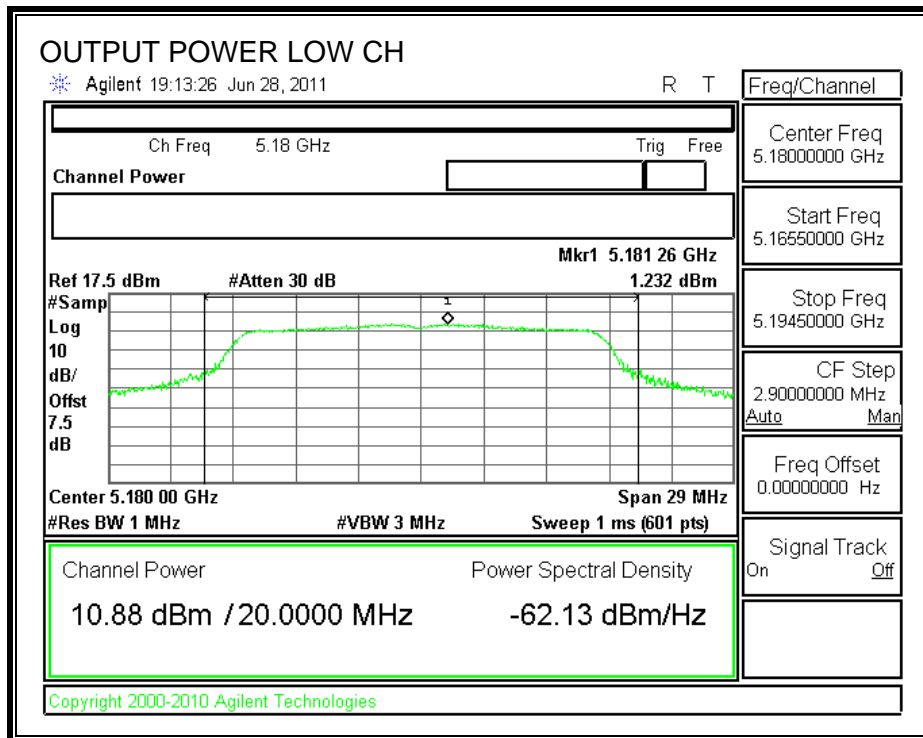 OUTPUT POWER LOW CH
Agilent 19:13:26 Jun 28, 2011 R T
Ch Freq 5.18 GHz Trig Free
Channel Power
Mkr1 5.181 26 GHz
Ref 17.5 dBm #Atten 30 dB 1.232 dBm
#Samp
Log
10
dB/
Offst
7.5
dB
1
Center 5.180 00 GHz Span 29 MHz
#Res BW 1 MHz #VBW 3 MHz Sweep 1 ms (601 pts)
Channel Power Power Spectral Density
10.88 dBm / 20.0000 MHz -62.13 dBm/Hz
Copyright 2000-2010 Agilent Technologies
Freq/Channel
Center Freq
5.18000000 GHz
Start Freq
5.16550000 GHz
Stop Freq
5.19450000 GHz
CF Step
2.90000000 MHz
Auto Man
Freq Offset
0.00000000 Hz
Signal Track
On Off